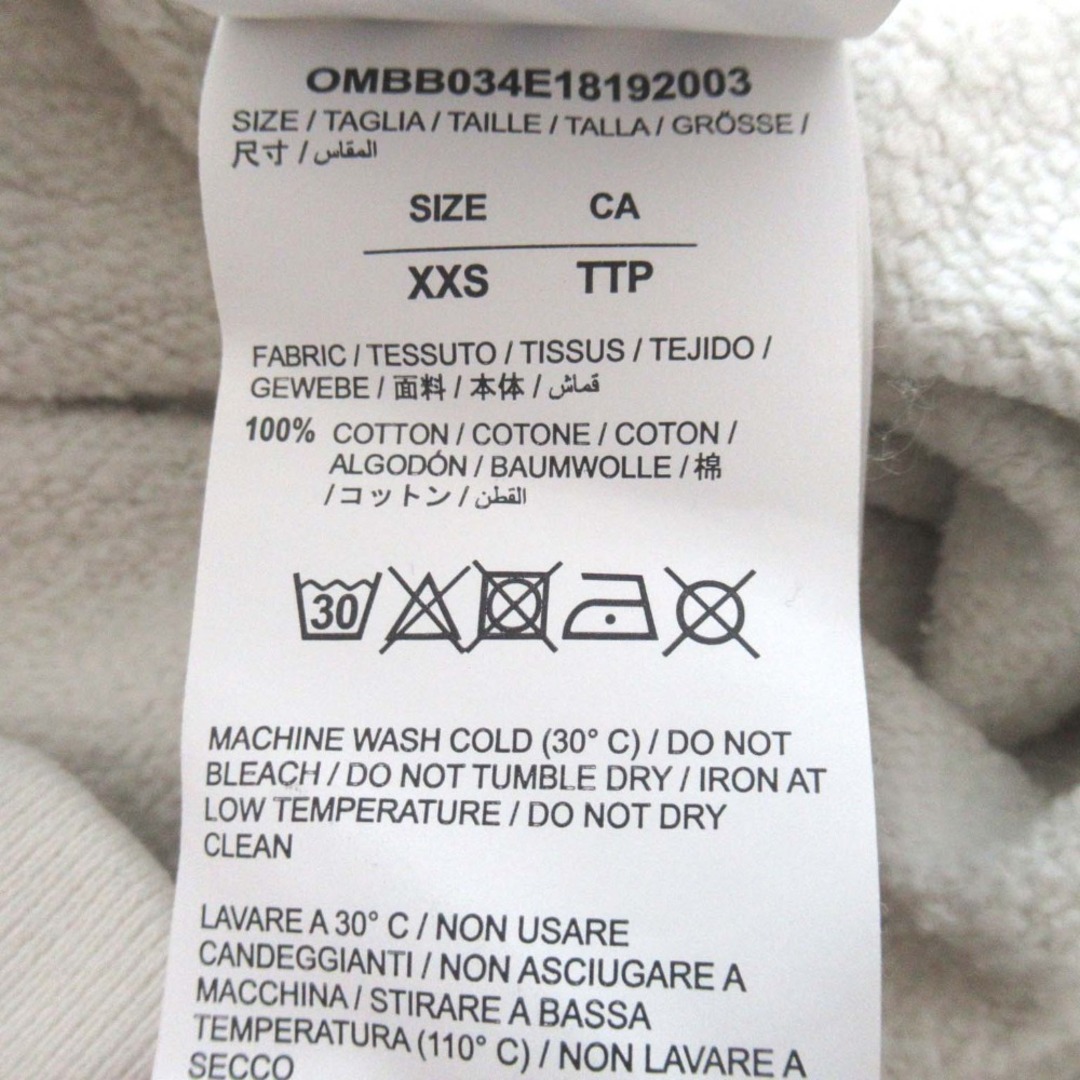 OMBB034E18192003
SIZE / TAGLIA / TAILLE / TALLA / GRÖSSE /
尺寸 / المقاس
SIZE CA
XXS TTP
FABRIC / TESSUTO / TISSUS / TEJIDO /
GEWEBE / 面料 / 本体 / قماش
100% COTTON / COTONE / COTON /
ALGODÓN / BAUMWOLLE / 棉
/ コットン / القطن
30
MACHINE WASH COLD (30° C) / DO NOT
BLEACH / DO NOT TUMBLE DRY / IRON AT
LOW TEMPERATURE / DO NOT DRY
CLEAN
LAVARE A 30° C / NON USARE
CANDEGGIANTI / NON ASCIUGARE A
MACCHINA / STIRARE A BASSA
TEMPERATURA (110° C) / NON LAVARE A
SECCO